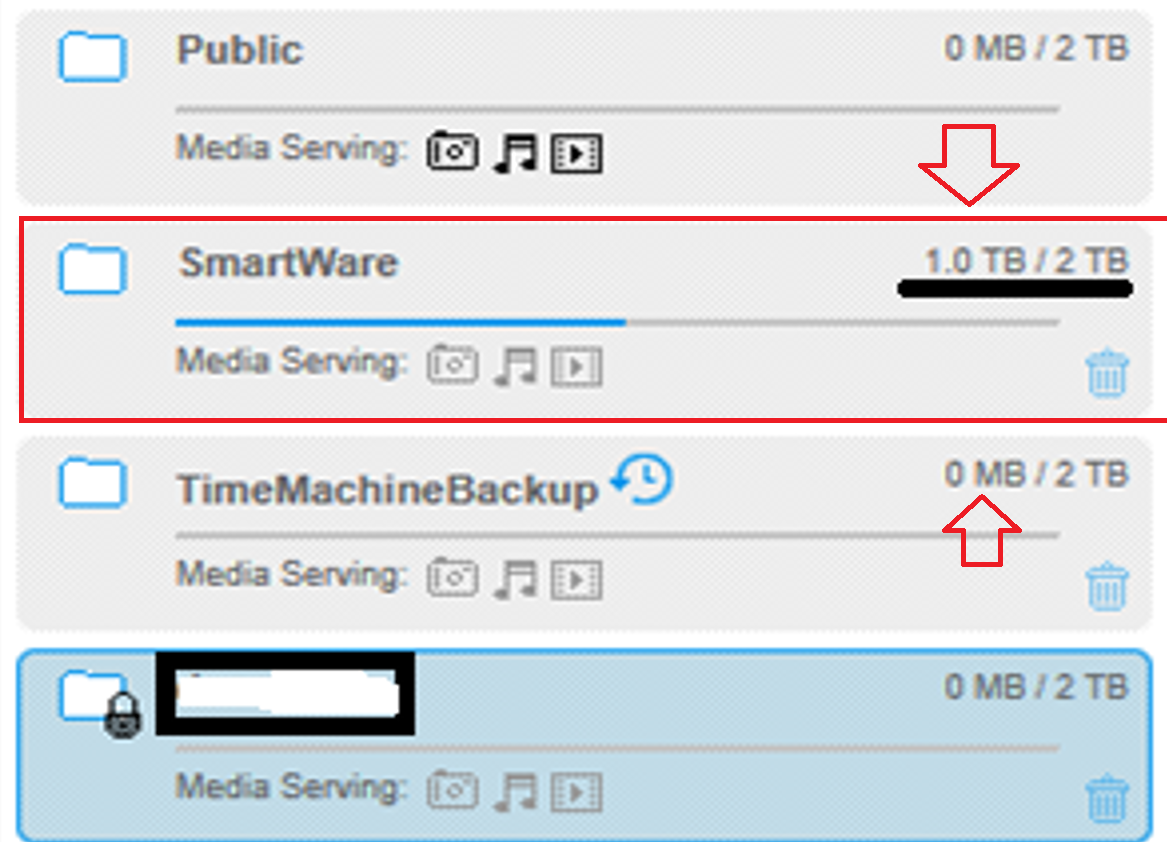 Public 0 MB / 2 TB
Media Serving:
SmartWare 1.0 TB / 2 TB
Media Serving:
TimeMachineBackup 0 MB / 2 TB
Media Serving:
0 MB / 2 TB
Media Serving: